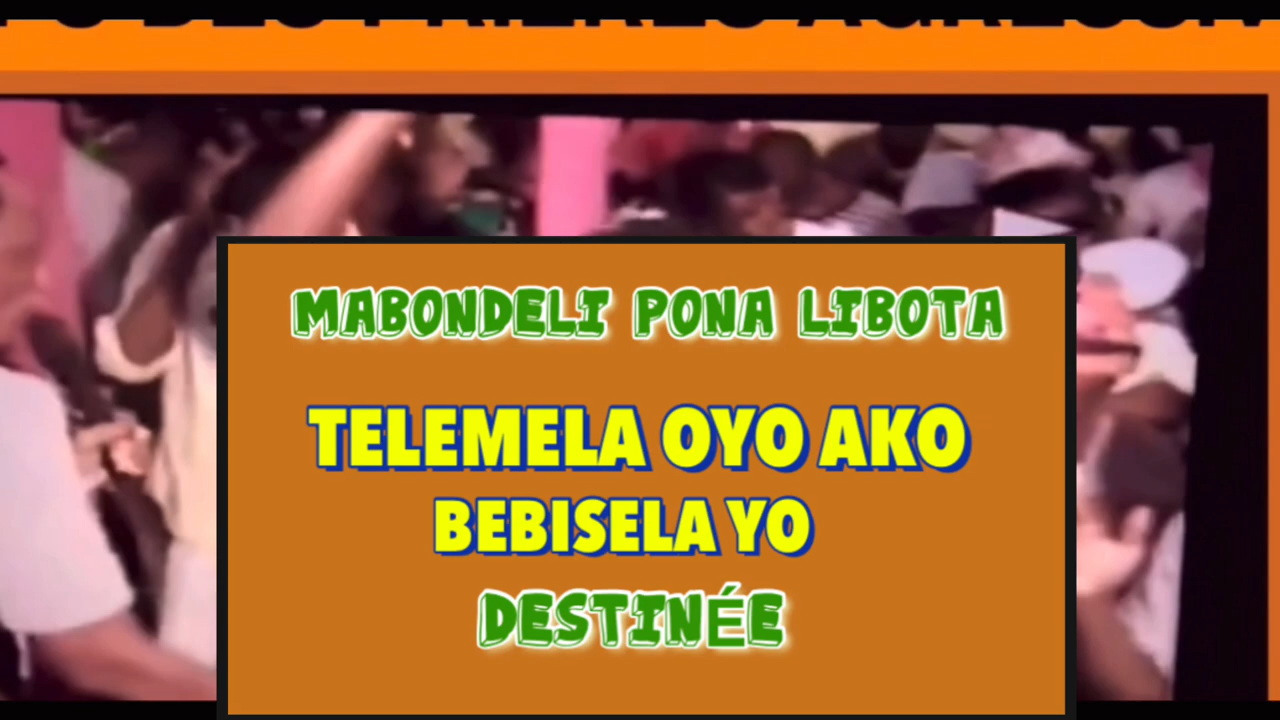 MABONDELI PONA LIBOTA
TELEMELA OYO AKO
BEBISELA YO
DESTINÉE